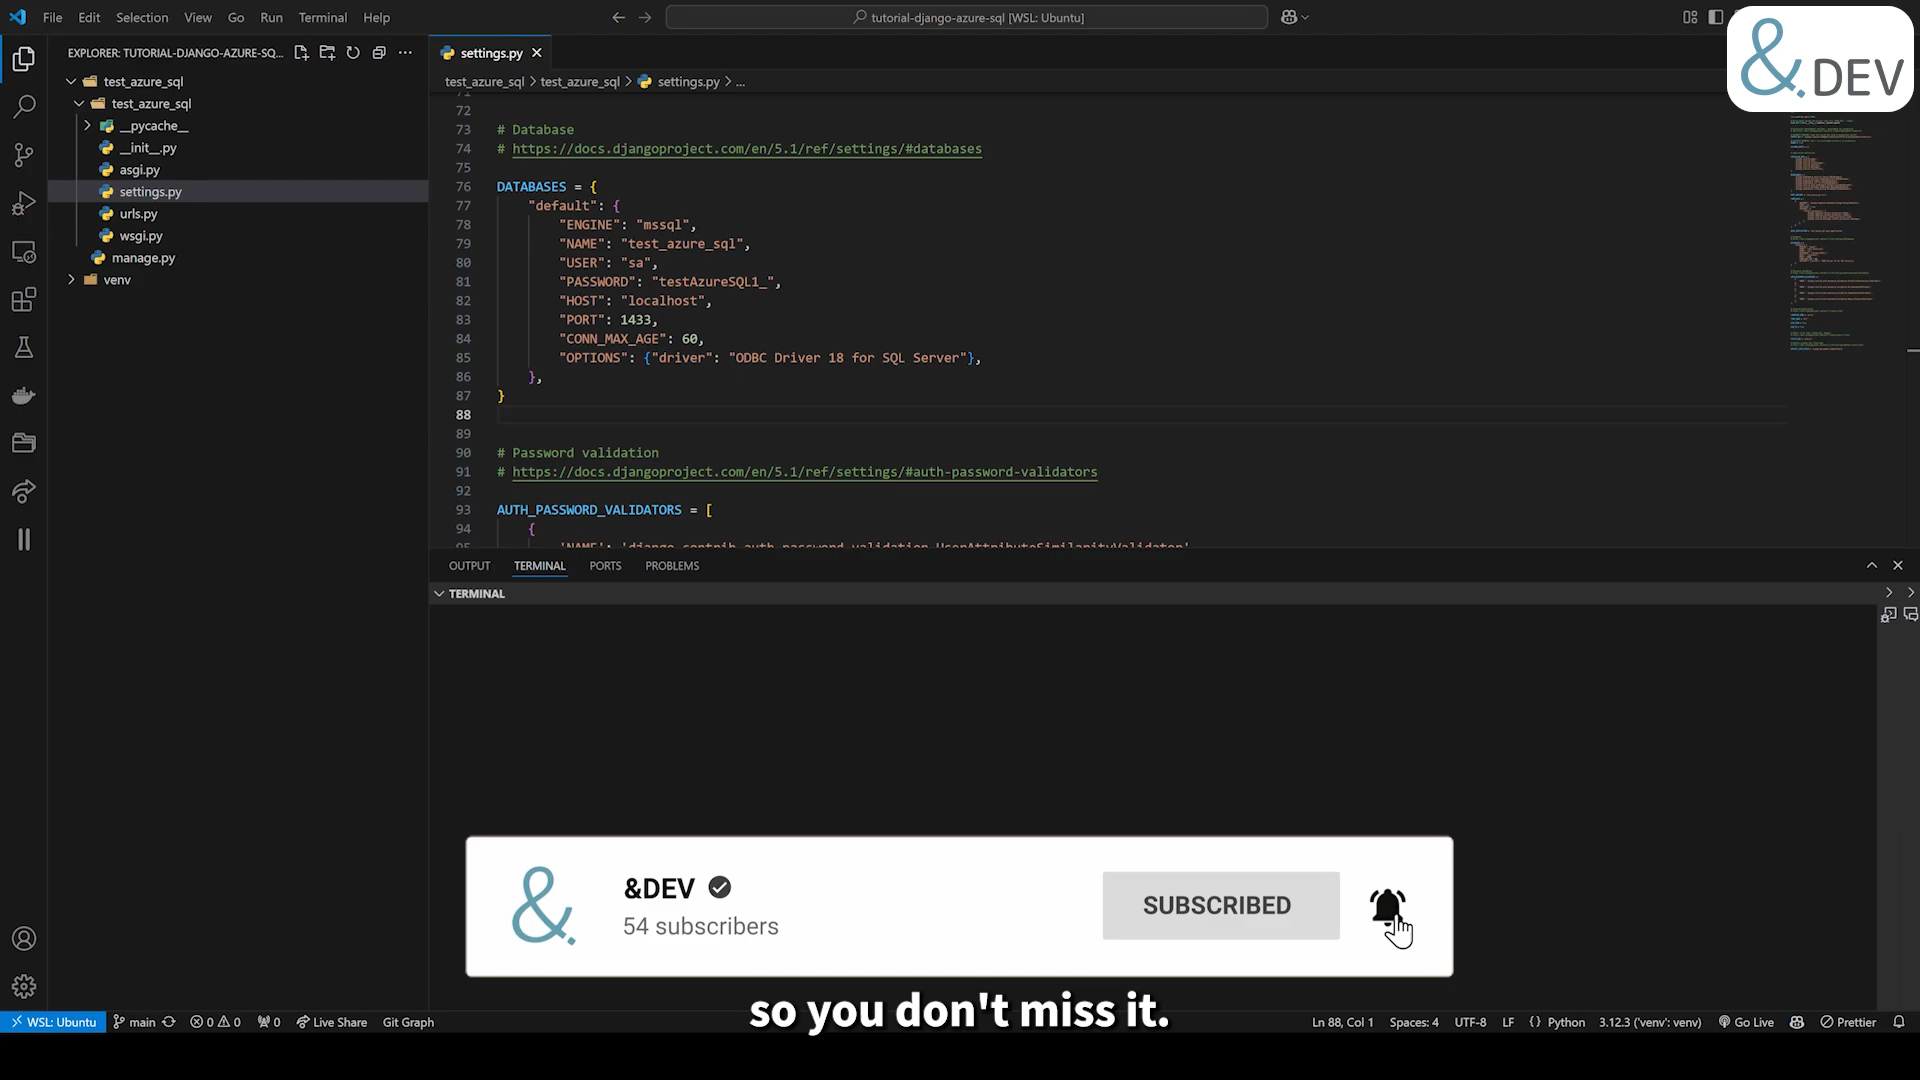 File Edit Selection View Go Run Terminal Help
tutorial-django-azure-sql [WSL: Ubuntu]
&.DEV
EXPLORER: TUTORIAL-DJANGO-AZURE-SQ...
test_azure_sql
test_azure_sql
__pycache__
__init__.py
asgi.py
settings.py
urls.py
wsgi.py
manage.py
venv
settings.py
test_azure_sql > test_azure_sql > settings.py > ...
72
73 # Database
74 # https://docs.djangoproject.com/en/5.1/ref/settings/#databases
75
76 DATABASES = {
77 "default": {
78 "ENGINE": "mssql",
79 "NAME": "test_azure_sql",
80 "USER": "sa",
81 "PASSWORD": "testAzureSQL1_",
82 "HOST": "localhost",
83 "PORT": 1433,
84 "CONN_MAX_AGE": 60,
85 "OPTIONS": {"driver": "ODBC Driver 18 for SQL Server"},
86 },
87 }
88
89
90 # Password validation
91 # https://docs.djangoproject.com/en/5.1/ref/settings/#auth-password-validators
92
93 AUTH_PASSWORD_VALIDATORS = [
94 {
95 'NAME': 'django.contrib.auth.password_validation.UserAttributeSimilarityValidator'
OUTPUT TERMINAL PORTS PROBLEMS
TERMINAL
&.
&DEV
54 subscribers
SUBSCRIBED
so you don't miss it.
WSL: Ubuntu main 0 0 0 Live Share Git Graph
Ln 88, Col 1 Spaces: 4 UTF-8 LF {} Python 3.12.3 ('venv': venv) Go Live Prettier